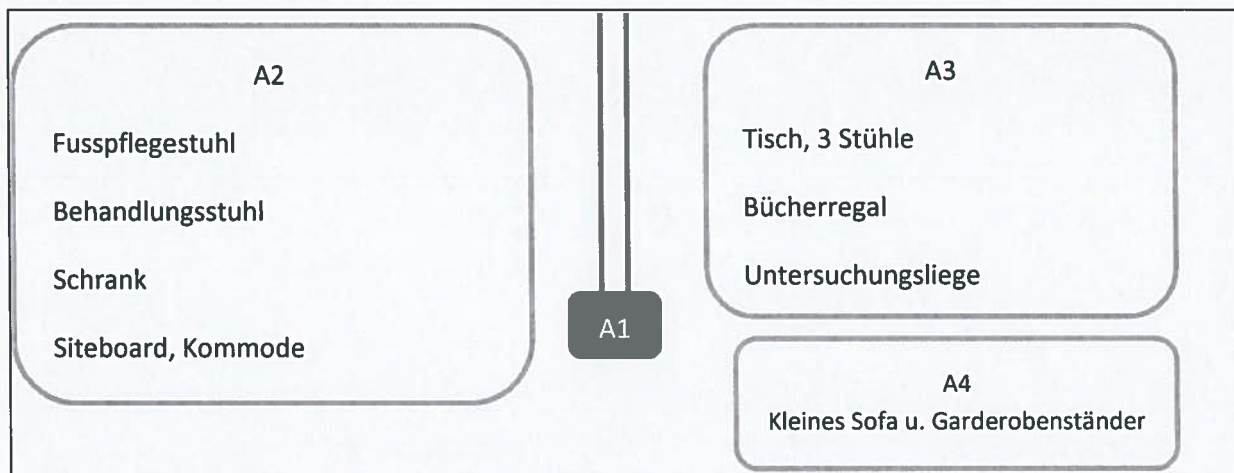 A2
Fusspflegestuhl
Behandlungsstuhl
Schrank
Siteboard, Kommode
A1
A3
Tisch, 3 Stühle
Bücherregal
Untersuchungsliege
A4
Kleines Sofa u. Garderobenständer